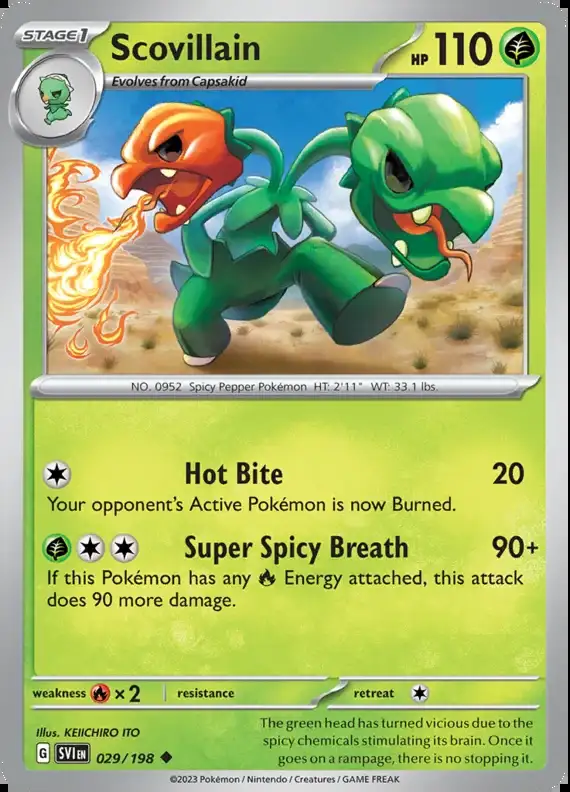 STAGE 1
Scovillain
HP 110
Evolves from Capsakid
NO. 0952 Spicy Pepper Pokémon HT: 2'11" WT: 33.1 lbs.
Hot Bite 20
Your opponent's Active Pokémon is now Burned.
Super Spicy Breath 90+
If this Pokémon has any Energy attached, this attack
does 90 more damage.
weakness ×2 resistance retreat
Illus. KEIICHIRO ITO
G SVI EN 029/198
The green head has turned vicious due to the
spicy chemicals stimulating its brain. Once it
goes on a rampage, there is no stopping it.
©2023 Pokémon / Nintendo / Creatures / GAME FREAK